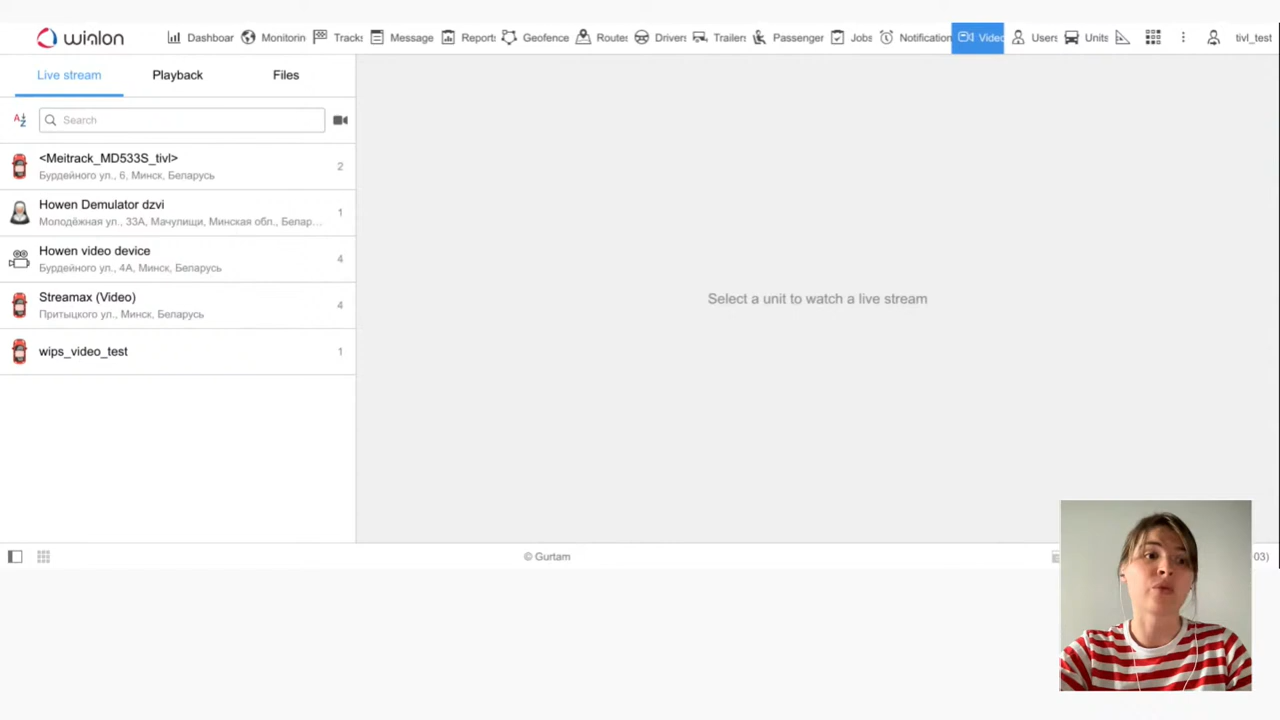 wialon
Dashboar Monitorin Tracks Message Reports Geofence Routes Drivers Trailers Passenger Jobs Notification Video Users Units tivl_test
Live stream Playback Files
Search
<Meitrack_MD533S_tivl>
Бурдейного ул., 6, Минск, Беларусь
2
Howen Demulator dzvi
Молодёжная ул., 33А, Мачулищи, Минская обл., Белар...
1
Howen video device
Бурдейного ул., 4А, Минск, Беларусь
4
Streamax (Video)
Притыцкого ул., Минск, Беларусь
4
wips_video_test
1
Select a unit to watch a live stream
© Gurtam
03)